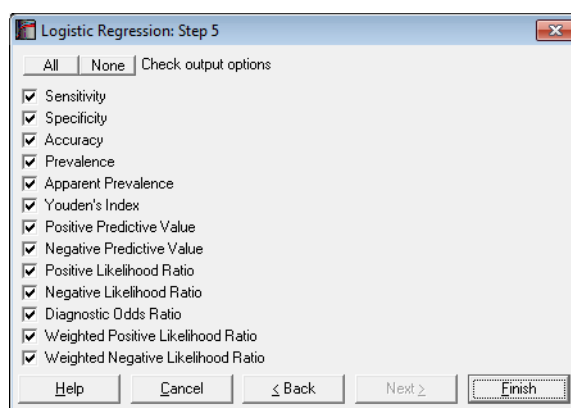 Logistic Regression: Step 5
All None Check output options
Sensitivity
Specificity
Accuracy
Prevalence
Apparent Prevalence
Youden's Index
Positive Predictive Value
Negative Predictive Value
Positive Likelihood Ratio
Negative Likelihood Ratio
Diagnostic Odds Ratio
Weighted Positive Likelihood Ratio
Weighted Negative Likelihood Ratio
Help Cancel < Back Next > Finish